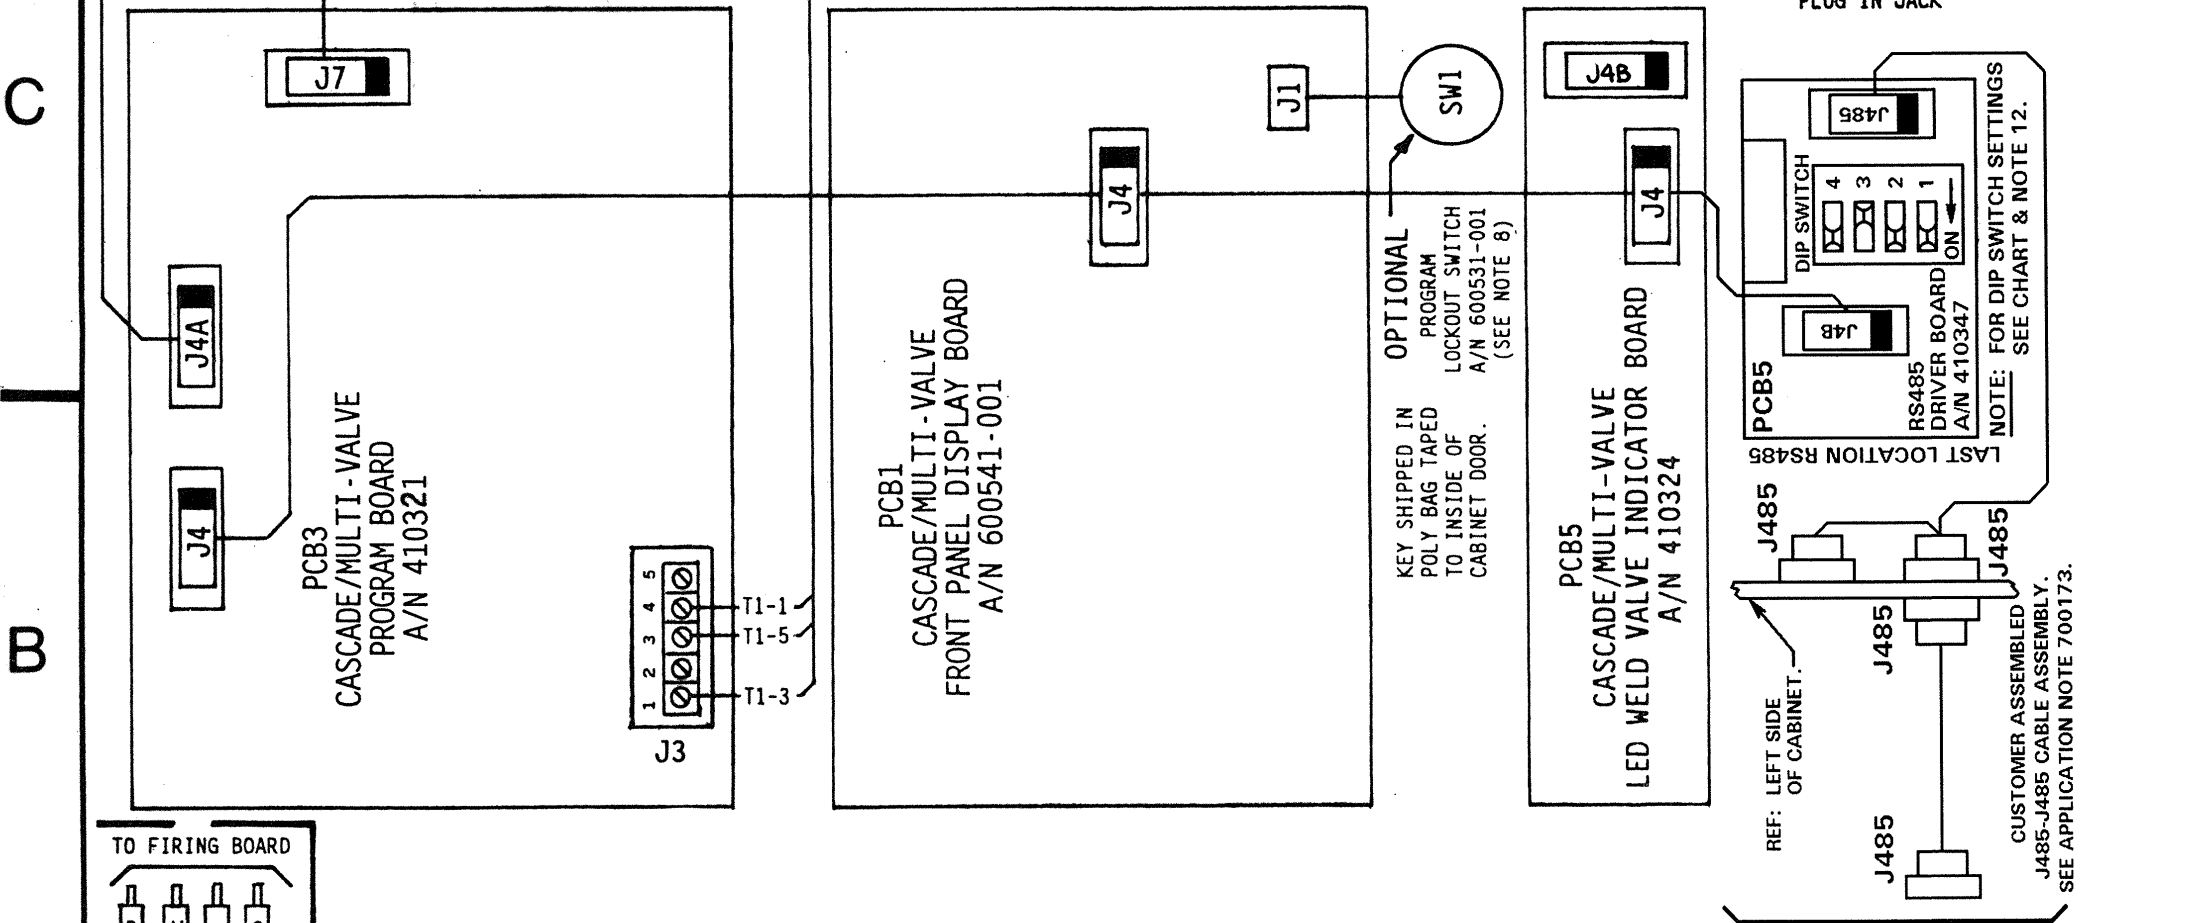 PLUG IN JACK
C
B
J7
J4A
J4
PCB3
CASCADE/MULTI-VALVE
PROGRAM BOARD
A/N 410321
5
4
3
2
1
J3
T1-1
T1-5
T1-3
TO FIRING BOARD
J1
SW1
J4
PCB1
CASCADE/MULTI-VALVE
FRONT PANEL DISPLAY BOARD
A/N 600541-001
OPTIONAL
PROGRAM
LOCKOUT SWITCH
A/N 600531-001
(SEE NOTE 8)
KEY SHIPPED IN
POLY BAG TAPED
TO INSIDE OF
CABINET DOOR.
J4B
J4
PCB5
CASCADE/MULTI-VALVE
LED WELD VALVE INDICATOR BOARD
A/N 410324
J485
DIP SWITCH
4
3
2
1
ON
J4B
PCB5
RS485
DRIVER BOARD
A/N 410347
NOTE: FOR DIP SWITCH SETTINGS
SEE CHART & NOTE 12.
LAST LOCATION RS485
J485
J485
J485
REF: LEFT SIDE
OF CABINET.
J485
CUSTOMER ASSEMBLED
J485-J485 CABLE ASSEMBLY.
SEE APPLICATION NOTE 700173.